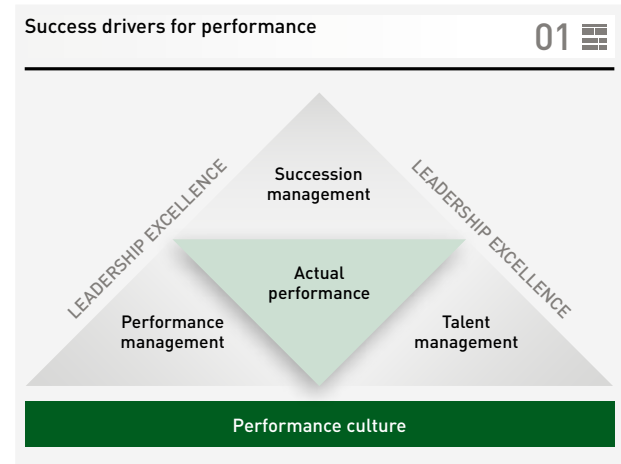 Success drivers for performance
01
Succession
management
LEADERSHIP EXCELLENCE
LEADERSHIP EXCELLENCE
Actual
performance
Performance
management
Talent
management
Performance culture